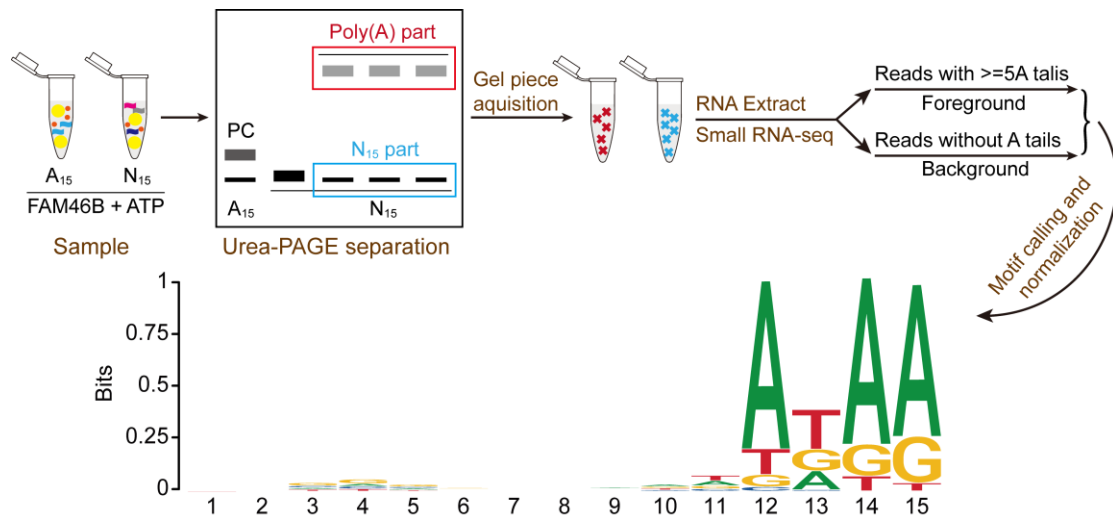 Poly(A) part
PC
N15 part
A15
N15
FAM46B + ATP
Sample
A15
N15
Urea-PAGE separation
Gel piece
aquisition
RNA Extract
Small RNA-seq
Reads with >=5A talis
Foreground
Reads without A tails
Background
Motif calling and
normalization
Bits
1
0.75
0.5
0.25
0
A
T
G
T
G
A
A
G
T
A
G
T
1 2 3 4 5 6 7 8 9 10 11 12 13 14 15